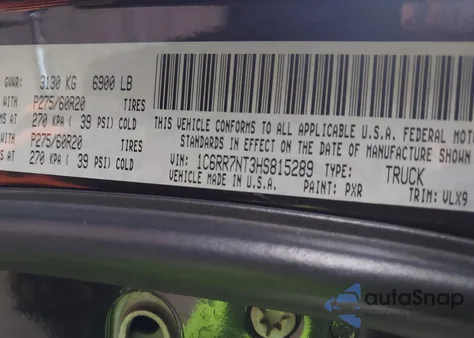 GVWR: 3130 KG 6900 LB
WITH P275/60R20 TIRES
MS AT 270 KPA ( 39 PSI) COLD
WITH P275/60R20 TIRES
MS AT 270 KPA ( 39 PSI) COLD
THIS VEHICLE CONFORMS TO ALL APPLICABLE U.S.A. FEDERAL MOTO
STANDARDS IN EFFECT ON THE DATE OF MANUFACTURE SHOWN
VIN: 1C6RR7NT3HS815289 TYPE: TRUCK
VEHICLE MADE IN U.S.A. PAINT: PXR TRIM: VLX9
autoSnap